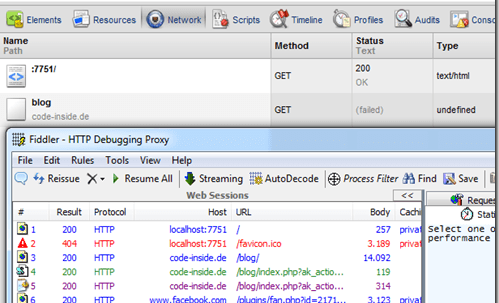 Elements Resources Network Scripts Timeline Profiles Audits Conso
Name Method Status Type
Path Text
:7751/ GET 200 text/html
OK
blog GET (failed) undefined
code-inside.de
Fiddler - HTTP Debugging Proxy
File Edit Rules Tools View Help
Reissue Resume All Streaming AutoDecode Process Filter Find Save
Web Sessions << Reque
# Result Protocol Host URL Body Cachi Stati
1 200 HTTP localhost:7751 / 257 privat Select one o
2 404 HTTP localhost:7751 /favicon.ico 3.189 privat performance
3 200 HTTP code-inside.de /blog/ 14.092
4 200 HTTP code-inside.de /blog/index.php?ak_actio... 119
5 200 HTTP code-inside.de /blog/index.php?ak_actio... 314
6 200 HTTP www.facebook.com /plugins/fan.php?id=2171... 3.123 privat